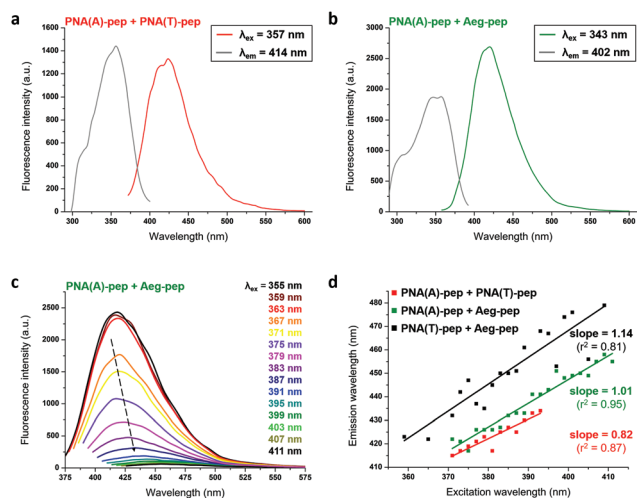 a
PNA(A)-pep + PNA(T)-pep
λex = 357 nm
λem = 414 nm
Fluorescence intensity (a.u.)
1600
1400
1200
1000
800
600
400
200
0
300 350 400 450 500 550 600
Wavelength (nm)
b
PNA(A)-pep + Aeg-pep
λex = 343 nm
λem = 402 nm
Fluorescence intensity (a.u.)
3000
2500
2000
1500
1000
500
0
300 350 400 450 500 550 600
Wavelength (nm)
c
PNA(A)-pep + Aeg-pep
λex = 355 nm
359 nm
363 nm
367 nm
371 nm
375 nm
379 nm
383 nm
387 nm
391 nm
395 nm
399 nm
403 nm
407 nm
411 nm
Fluorescence intensity (a.u.)
2500
2000
1500
1000
500
0
375 400 425 450 475 500 525 550 575
Wavelength (nm)
d
PNA(A)-pep + PNA(T)-pep
PNA(A)-pep + Aeg-pep
PNA(T)-pep + Aeg-pep
slope = 1.14
(r² = 0.81)
slope = 1.01
(r² = 0.95)
slope = 0.82
(r² = 0.87)
Emission wavelength (nm)
480
470
460
450
440
430
420
410
360 370 380 390 400 410
Excitation wavelength (nm)